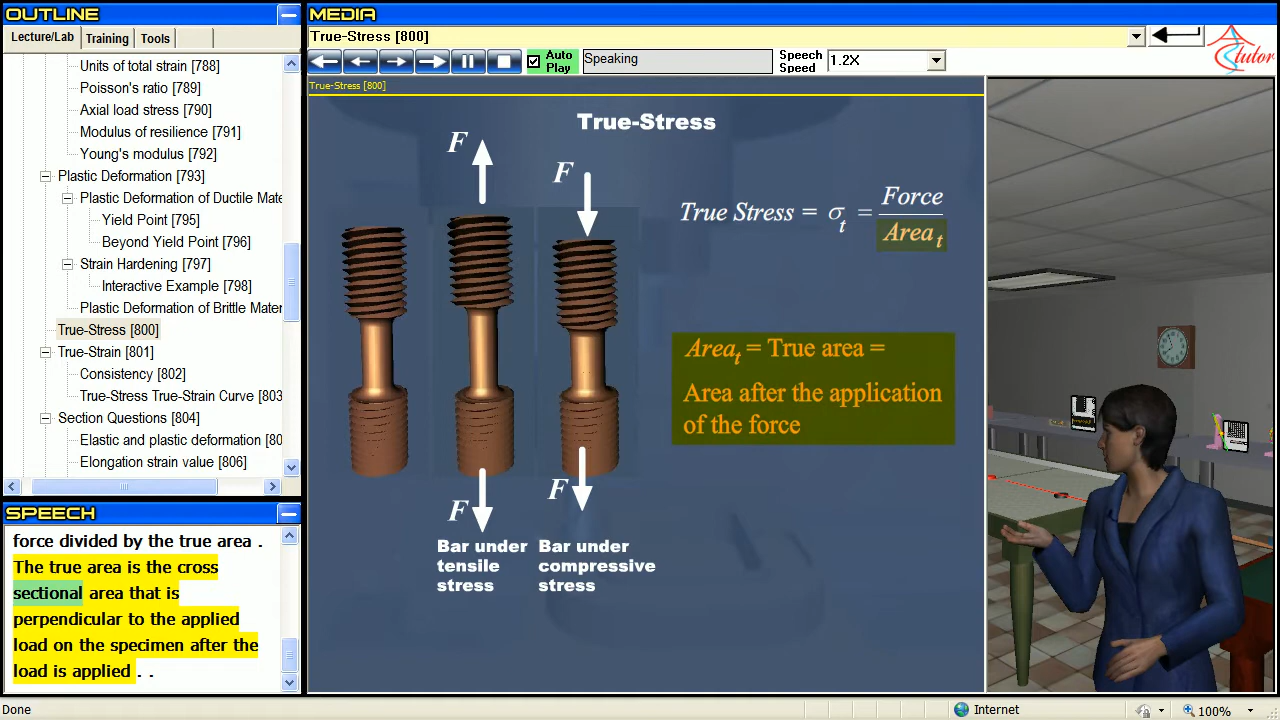 OUTLINE
Lecture/Lab
Training
Tools
Units of total strain [788]
Poisson's ratio [789]
Axial load stress [790]
Modulus of resilience [791]
Young's modulus [792]
Plastic Deformation [793]
Plastic Deformation of Ductile Mate
Yield Point [795]
Beyond Yield Point [796]
Strain Hardening [797]
Interactive Example [798]
Plastic Deformation of Brittle Mater
True-Stress [800]
True-Strain [801]
Consistency [802]
True-Stress True-Strain Curve [803
Section Questions [804]
Elastic and plastic deformation [80
Elongation strain value [806]
SPEECH
force divided by the true area .
The true area is the cross
sectional area that is
perpendicular to the applied
load on the specimen after the
load is applied . .
MEDIA
True-Stress [800]
Auto
Play
Speaking
Speech
Speed
1.2X
tutor
True-Stress [800]
True-Stress
F
F
True Stress = σt = Force
Areat
Areat = True area =
Area after the application
of the force
F
F
Bar under
tensile
stress
Bar under
compressive
stress
Done
Internet
100%